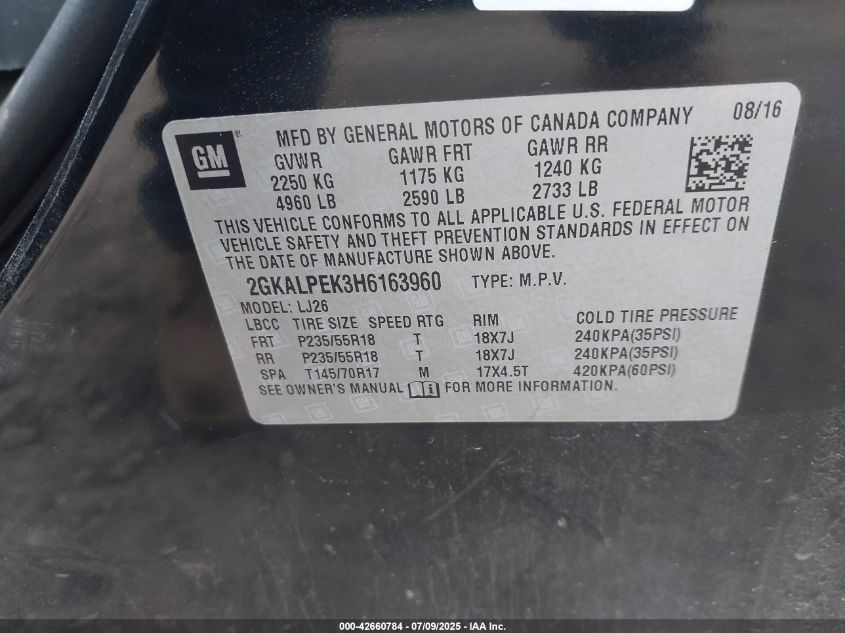 GM ®
MFD BY GENERAL MOTORS OF CANADA COMPANY 08/16
GVWR GAWR FRT GAWR RR
2250 KG 1175 KG 1240 KG
4960 LB 2590 LB 2733 LB
THIS VEHICLE CONFORMS TO ALL APPLICABLE U.S. FEDERAL MOTOR
VEHICLE SAFETY AND THEFT PREVENTION STANDARDS IN EFFECT ON
THE DATE OF MANUFACTURE SHOWN ABOVE.
2GKALPEK3H6163960 TYPE: M.P.V.
MODEL: LJ26
LBCC TIRE SIZE SPEED RTG RIM COLD TIRE PRESSURE
FRT P235/55R18 T 18X7J 240KPA(35PSI)
RR P235/55R18 T 18X7J 240KPA(35PSI)
SPA T145/70R17 M 17X4.5T 420KPA(60PSI)
SEE OWNER'S MANUAL FOR MORE INFORMATION.
000-42660784 / 07/09/2025 - IAA Inc.